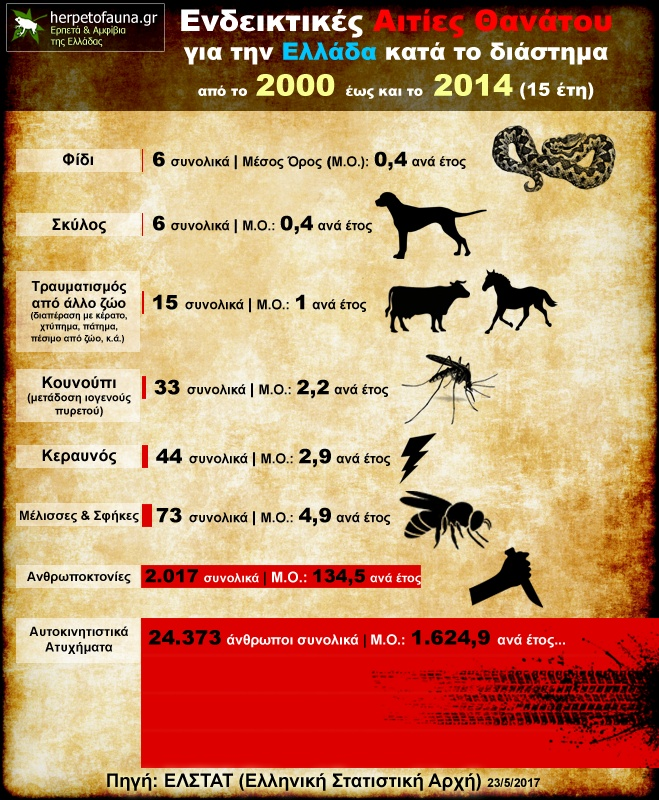 herpetofauna.gr
Ερπετά & Αμφίβια
της Ελλάδας
Ενδεικτικές Αιτίες Θανάτου
για την Ελλάδα κατά το διάστημα
από το 2000 έως και το 2014 (15 έτη)
Φίδι
6 συνολικά | Μέσος Όρος (Μ.Ο.): 0,4 ανά έτος
Σκύλος
6 συνολικά | Μ.Ο.: 0,4 ανά έτος
Τραυματισμός
από άλλο ζώο
(διαπέραση με κέρατο,
χτύπημα, πάτημα,
πέσιμο από ζώο, κ.ά.)
15 συνολικά | Μ.Ο.: 1 ανά έτος
Κουνούπι
(μετάδοση ιογενούς
πυρετού)
33 συνολικά | Μ.Ο.: 2,2 ανά έτος
Κεραυνός
44 συνολικά | Μ.Ο.: 2,9 ανά έτος
Μέλισσες & Σφήκες
73 συνολικά | Μ.Ο.: 4,9 ανά έτος
Ανθρωποκτονίες
2.017 συνολικά | Μ.Ο.: 134,5 ανά έτος
Αυτοκινητιστικά
Ατυχήματα
24.373 άνθρωποι συνολικά | Μ.Ο.: 1.624,9 ανά έτος...
Πηγή: ΕΛΣΤΑΤ (Ελληνική Στατιστική Αρχή) 23/5/2017